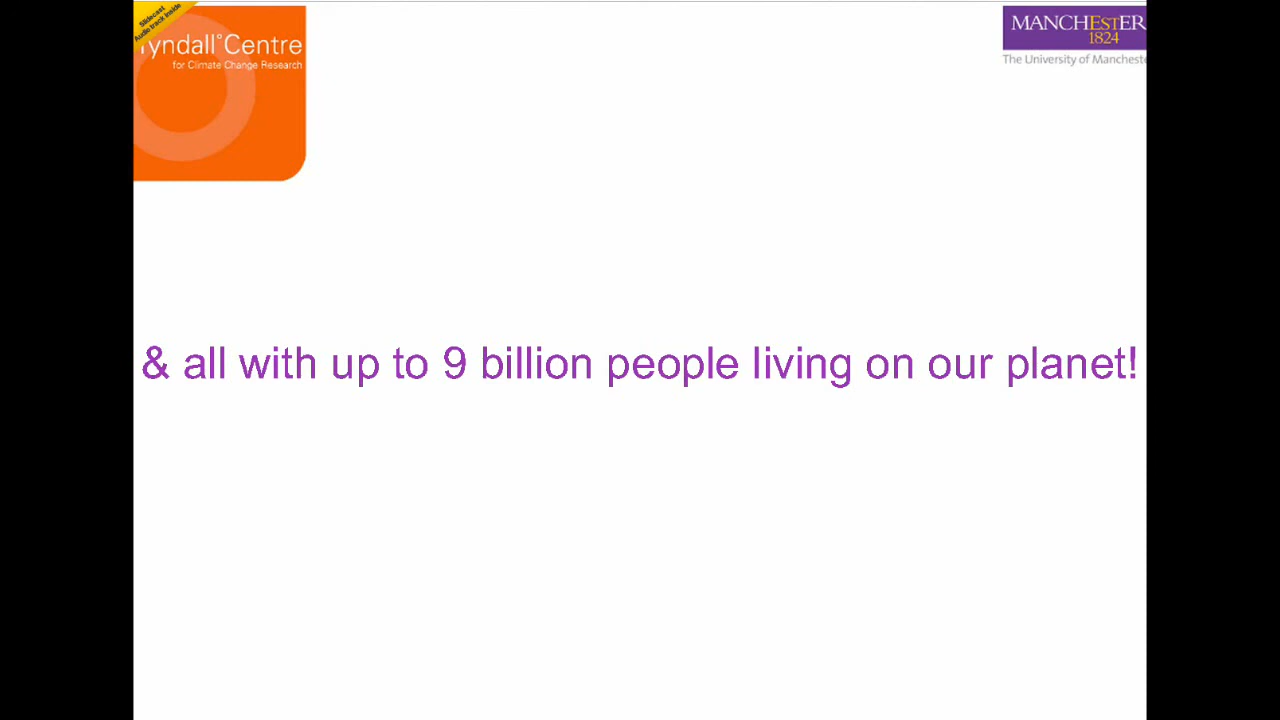 Slidecast
Audio track inside
yndall°Centre
for Climate Change Research
MANCHESTER
1824
The University of Mancheste
& all with up to 9 billion people living on our planet!